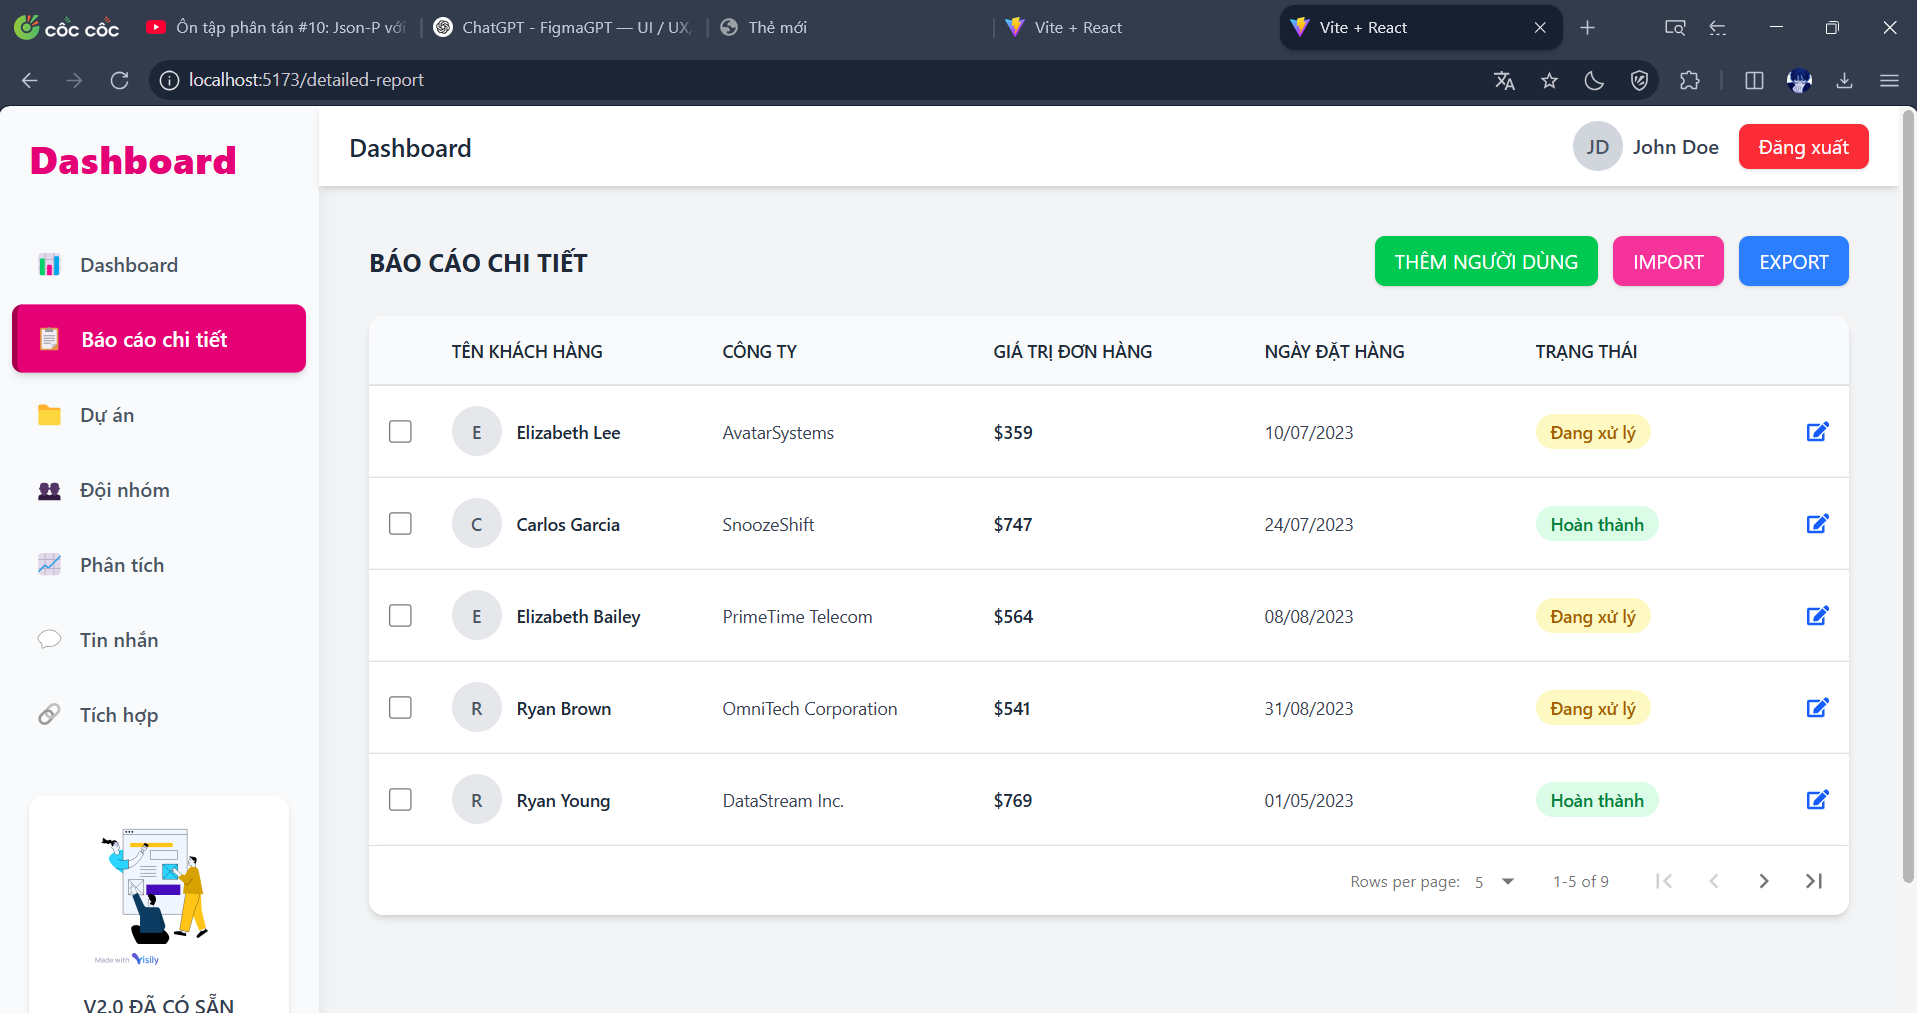 cốc cốc
Ôn tập phân tán #10: Json-P với
ChatGPT - FigmaGPT — UI / UX,
Thẻ mới
Vite + React
Vite + React
localhost:5173/detailed-report
Dashboard
Dashboard
JD
John Doe
Đăng xuất
Dashboard
Báo cáo chi tiết
Dự án
Đội nhóm
Phân tích
Tin nhắn
Tích hợp
Made with Visily
V2.0 ĐÃ CÓ SẴN
BÁO CÁO CHI TIẾT
THÊM NGƯỜI DÙNG
IMPORT
EXPORT
TÊN KHÁCH HÀNG CÔNG TY GIÁ TRỊ ĐƠN HÀNG NGÀY ĐẶT HÀNG TRẠNG THÁI
E Elizabeth Lee AvatarSystems $359 10/07/2023 Đang xử lý
C Carlos Garcia SnoozeShift $747 24/07/2023 Hoàn thành
E Elizabeth Bailey PrimeTime Telecom $564 08/08/2023 Đang xử lý
R Ryan Brown OmniTech Corporation $541 31/08/2023 Đang xử lý
R Ryan Young DataStream Inc. $769 01/05/2023 Hoàn thành
Rows per page: 5 1-5 of 9